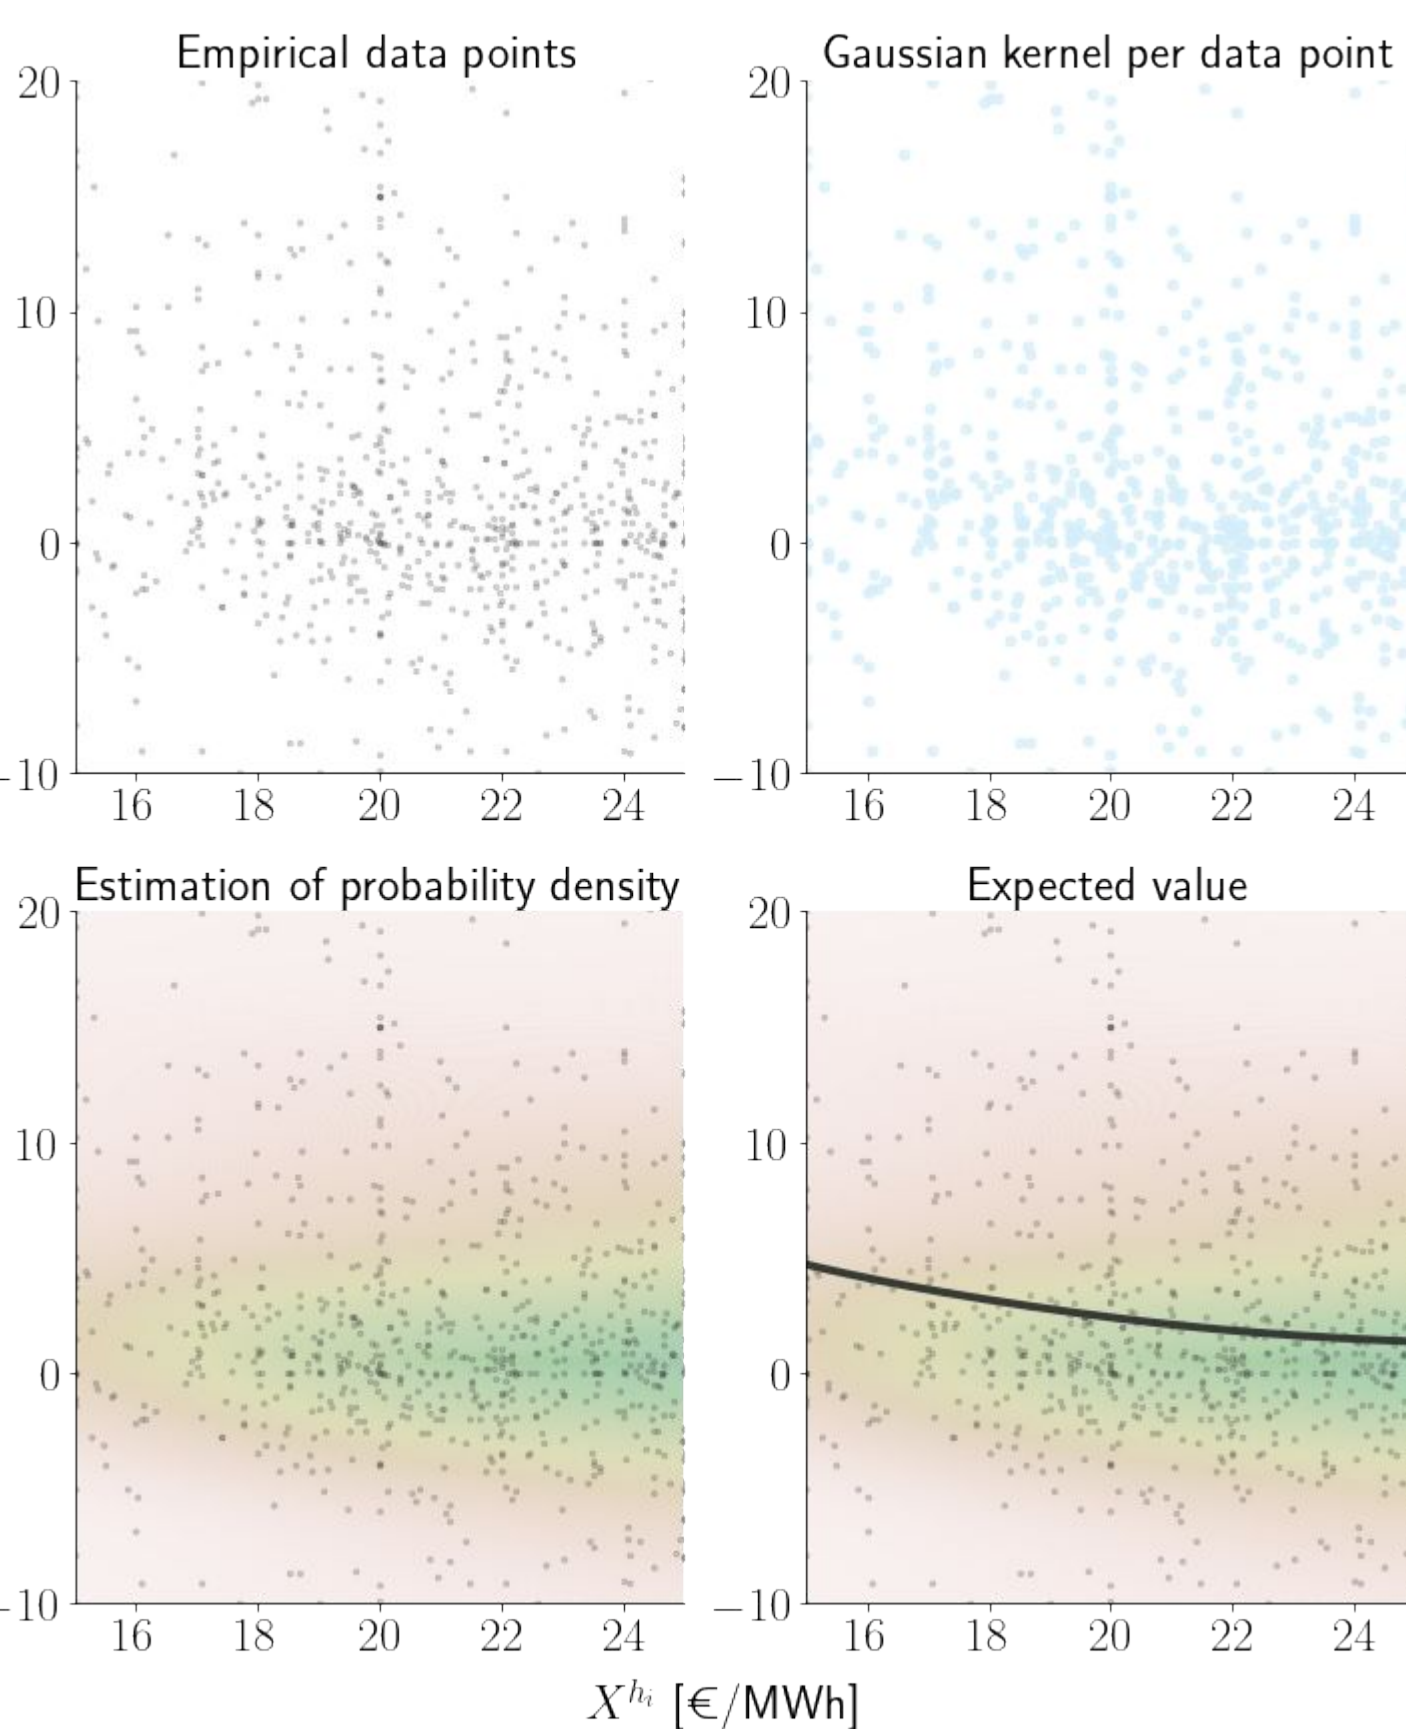 Empirical data points Gaussian kernel per data point
20 20
10 10
0 0
−10 −10
16 18 20 22 24 16 18 20 22 24
Estimation of probability density Expected value
20 20
10 10
0 0
−10 −10
16 18 20 22 24 16 18 20 22 24
X^{h_i} [€/MWh]